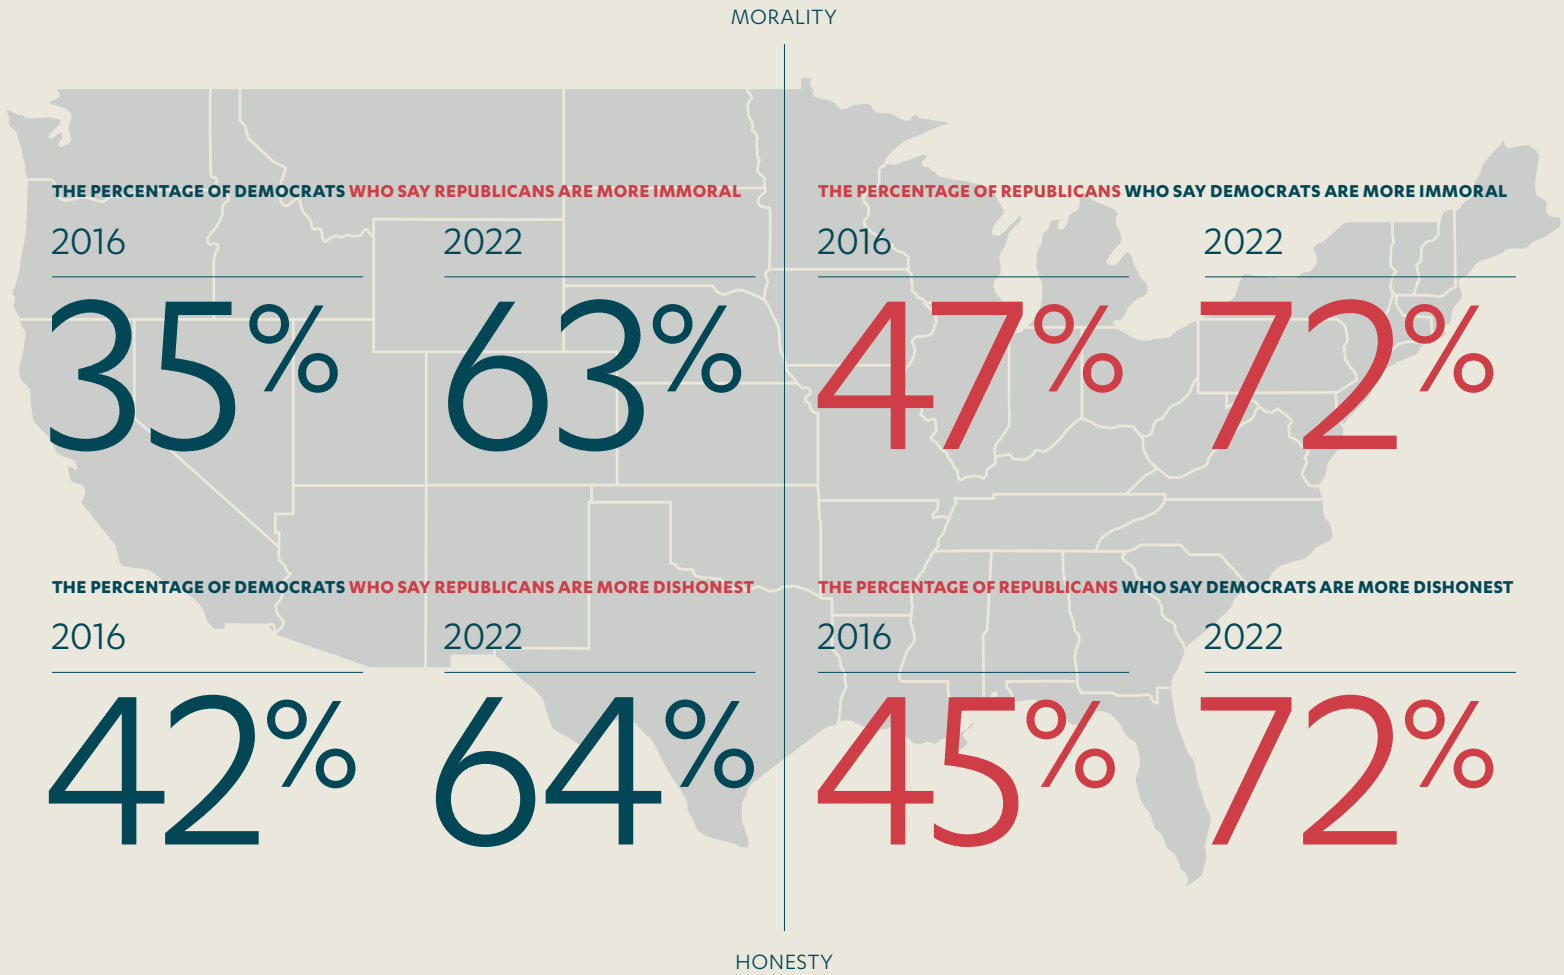 MORALITY
THE PERCENTAGE OF DEMOCRATS WHO SAY REPUBLICANS ARE MORE IMMORAL
2016
2022
35%
63%
THE PERCENTAGE OF REPUBLICANS WHO SAY DEMOCRATS ARE MORE IMMORAL
2016
2022
47%
72%
THE PERCENTAGE OF DEMOCRATS WHO SAY REPUBLICANS ARE MORE DISHONEST
2016
2022
42%
64%
THE PERCENTAGE OF REPUBLICANS WHO SAY DEMOCRATS ARE MORE DISHONEST
2016
2022
45%
72%
HONESTY